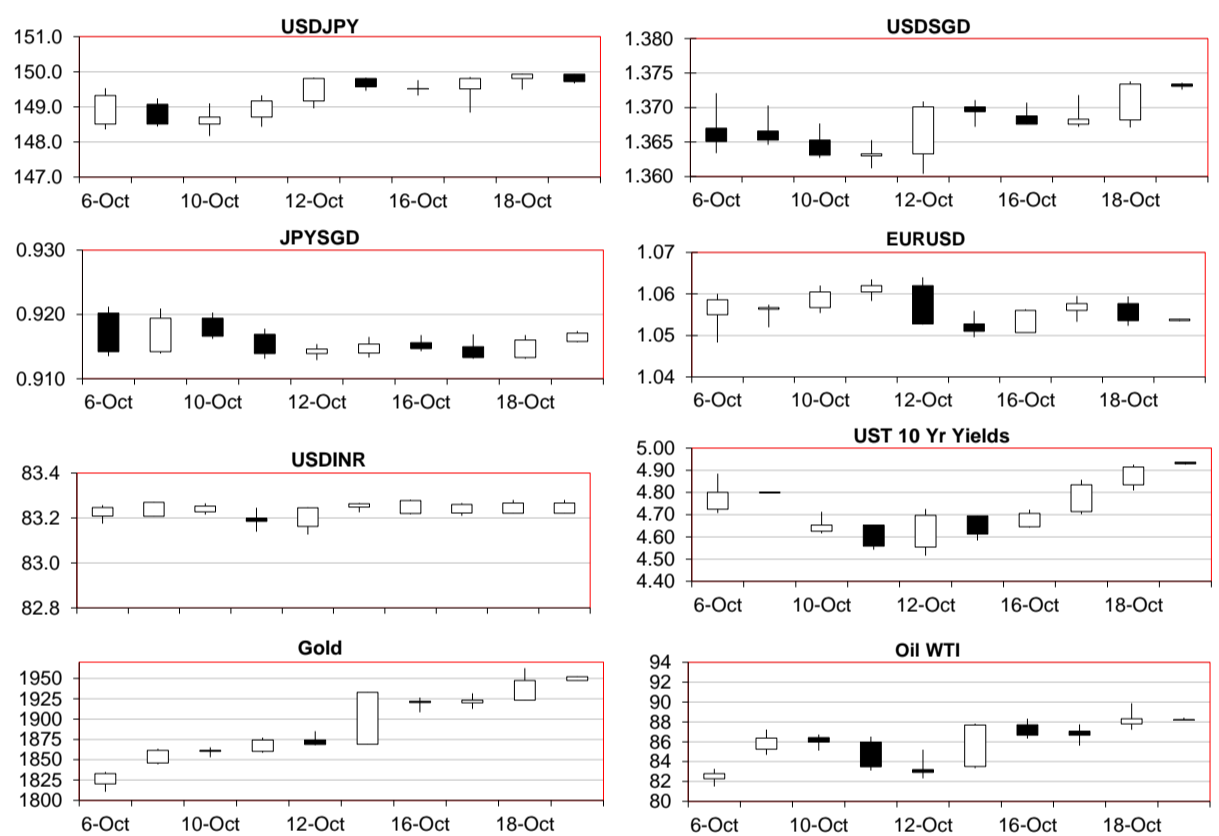 USDJPY
151.0
150.0
149.0
148.0
147.0
6-Oct 10-Oct 12-Oct 16-Oct 18-Oct
USDSGD
1.380
1.375
1.370
1.365
1.360
6-Oct 10-Oct 12-Oct 16-Oct 18-Oct
JPYSGD
0.930
0.920
0.910
6-Oct 10-Oct 12-Oct 16-Oct 18-Oct
EURUSD
1.07
1.06
1.05
1.04
6-Oct 10-Oct 12-Oct 16-Oct 18-Oct
USDINR
83.4
83.2
83.0
82.8
UST 10 Yr Yields
5.00
4.90
4.80
4.70
4.60
4.50
4.40
6-Oct 10-Oct 12-Oct 16-Oct 18-Oct
Gold
1950
1925
1900
1875
1850
1825
1800
6-Oct 10-Oct 12-Oct 16-Oct 18-Oct
Oil WTI
94
92
90
88
86
84
82
80
6-Oct 10-Oct 12-Oct 16-Oct 18-Oct